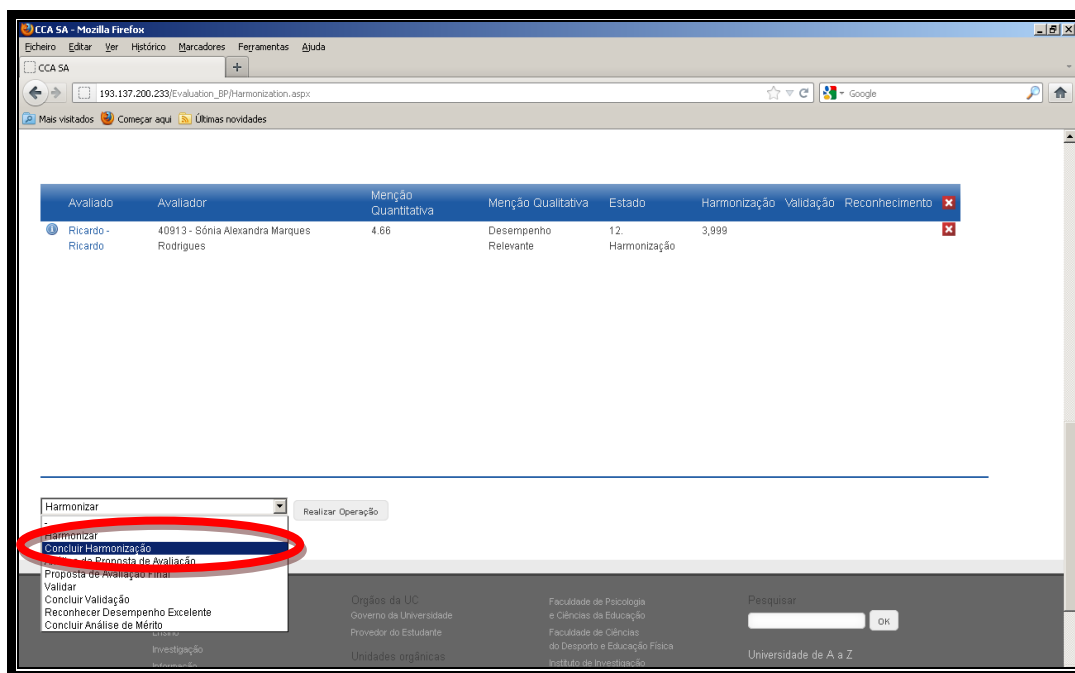 CCA SA - Mozilla Firefox
Ficheiro Editar Ver Histórico Marcadores Ferramentas Ajuda
CCA SA
193.137.200.233/Evaluation_BP/Harmonization.aspx
Google
Mais visitados Começar aqui Últimas novidades
Avaliado Avaliador Menção Quantitativa Menção Qualitativa Estado Harmonização Validação Reconhecimento
Ricardo - 40913 - Sónia Alexandra Marques 4.66 Desempenho 12. 3,999
Ricardo Rodrigues Relevante Harmonização
Harmonizar
Realizar Operação
-
Harmonizar
Concluir Harmonização
da Proposta de Avaliação
Proposta de Avaliação Final
Validar
Concluir Validação
Reconhecer Desempenho Excelente
Concluir Análise de Mérito
Ensino
Investigação
Informação
Orgãos da UC
Governo da Universidade
Provedor do Estudante
Unidades orgânicas
Faculdade de Psicologia
e Ciências da Educação
Faculdade de Ciências
do Desporto e Educação Física
Instituto de Investigação
Pesquisar
OK
Universidade de A a Z